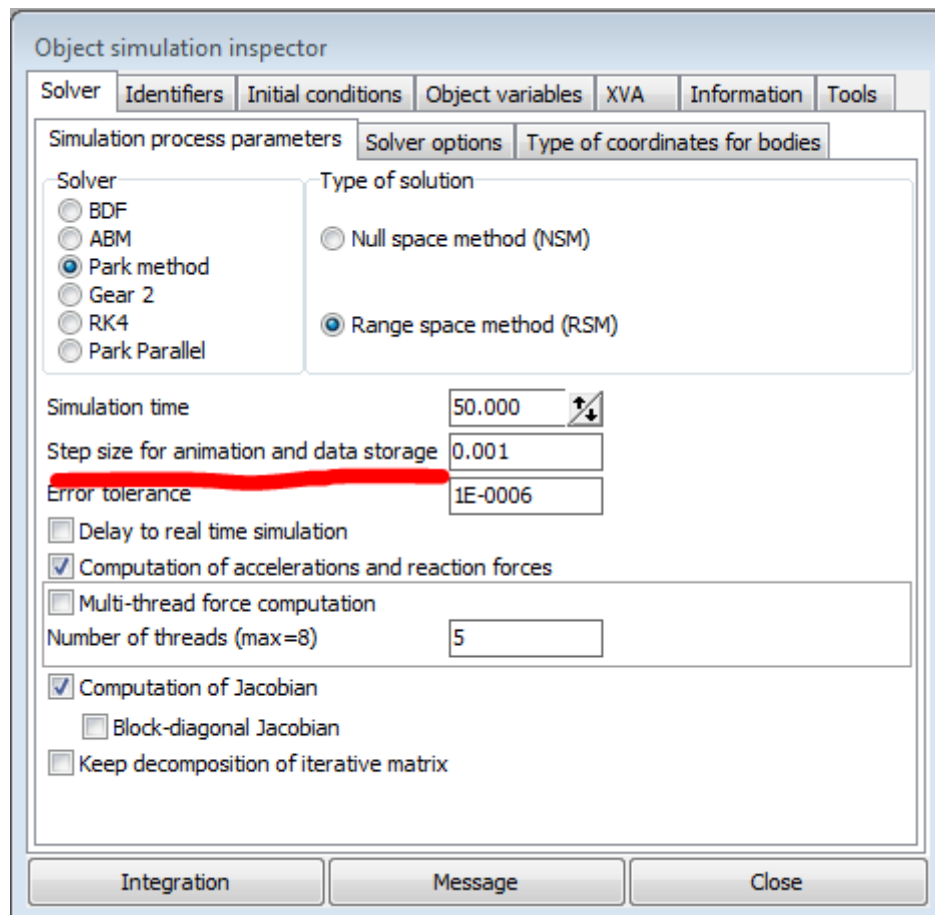 Object simulation inspector
Solver Identifiers Initial conditions Object variables XVA Information Tools
Simulation process parameters Solver options Type of coordinates for bodies
Solver
BDF
ABM
Park method
Gear 2
RK4
Park Parallel
Type of solution
Null space method (NSM)
Range space method (RSM)
Simulation time 50.000
Step size for animation and data storage 0.001
Error tolerance 1E-0006
Delay to real time simulation
Computation of accelerations and reaction forces
Multi-thread force computation
Number of threads (max=8) 5
Computation of Jacobian
Block-diagonal Jacobian
Keep decomposition of iterative matrix
Integration Message Close